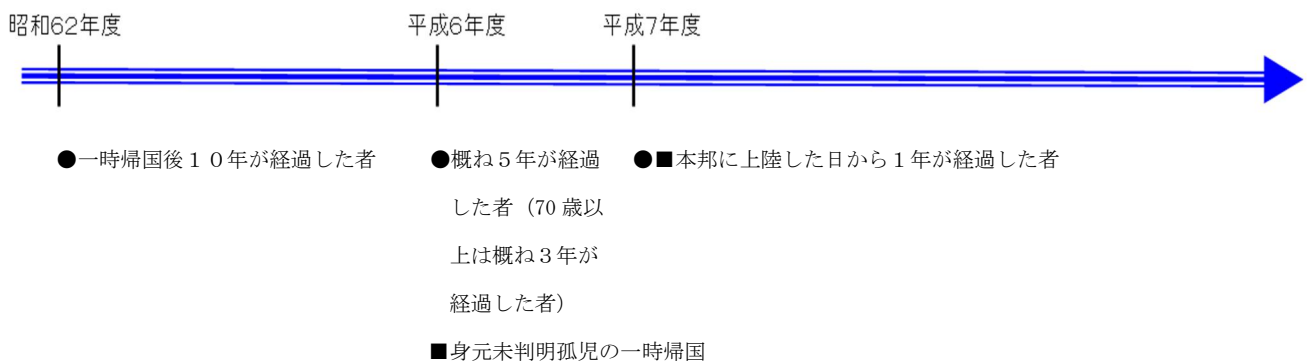 昭和62年度
平成6年度
平成7年度
●一時帰国後１０年が経過した者
●概ね５年が経過
した者（70 歳以
上は概ね３年が
経過した者）
■身元未判明孤児の一時帰国
●■本邦に上陸した日から１年が経過した者